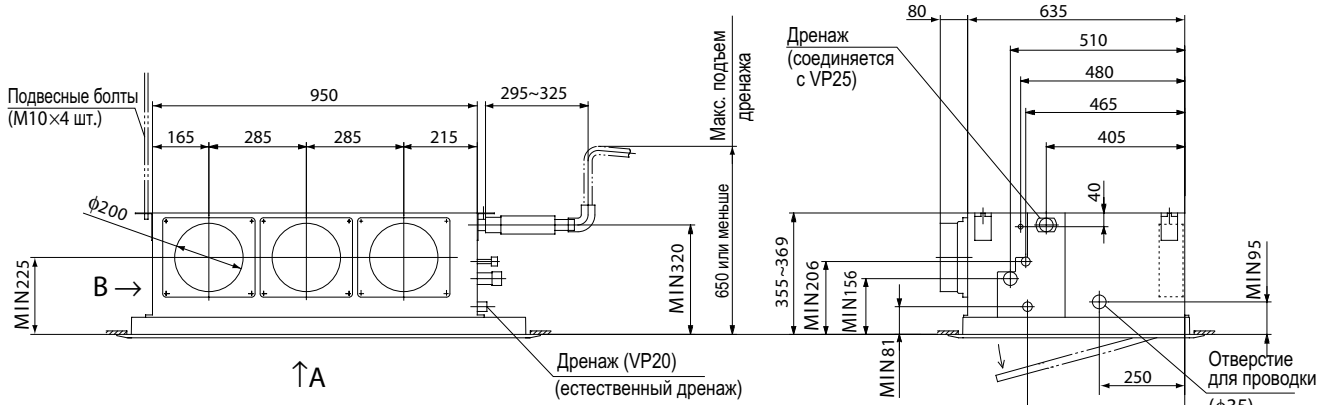 80
635
Дренаж
(соединяется
с VP25)
510
480
465
405
40
Подвесные болты
(M10×4 шт.)
950
295~325
Макс. подъем
дренажа
165
285
285
215
ϕ200
MIN225
B →
650 или меньше
MIN320
355~369
MIN206
MIN156
MIN81
MIN95
↑A
Дренаж (VP20)
(естественный дренаж)
250
Отверстие
для проводки
(ϕ35)